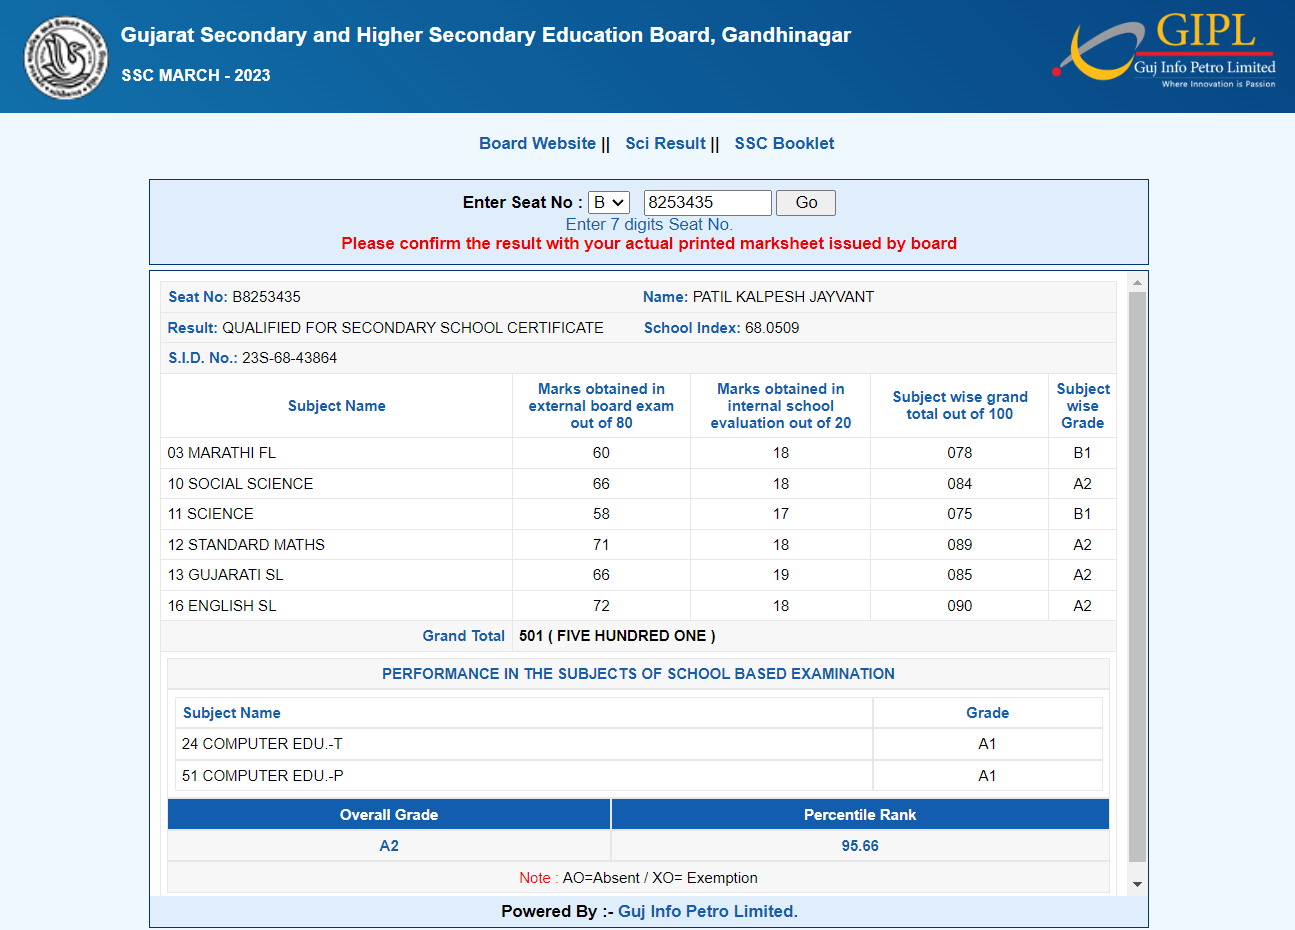 Gujarat Secondary and Higher Secondary Education Board, Gandhinagar
SSC MARCH - 2023
GIPL
Guj Info Petro Limited
Where Innovation is Passion
Board Website || Sci Result || SSC Booklet
Enter Seat No : B 8253435 Go
Enter 7 digits Seat No.
Please confirm the result with your actual printed marksheet issued by board
Seat No: B8253435 Name: PATIL KALPESH JAYVANT
Result: QUALIFIED FOR SECONDARY SCHOOL CERTIFICATE School Index: 68.0509
S.I.D. No.: 23S-68-43864
Subject Name
Marks obtained in
external board exam
out of 80
Marks obtained in
internal school
evaluation out of 20
Subject wise grand
total out of 100
Subject
wise
Grade
03 MARATHI FL 60 18 078 B1
10 SOCIAL SCIENCE 66 18 084 A2
11 SCIENCE 58 17 075 B1
12 STANDARD MATHS 71 18 089 A2
13 GUJARATI SL 66 19 085 A2
16 ENGLISH SL 72 18 090 A2
Grand Total 501 ( FIVE HUNDRED ONE )
PERFORMANCE IN THE SUBJECTS OF SCHOOL BASED EXAMINATION
Subject Name Grade
24 COMPUTER EDU.-T A1
51 COMPUTER EDU.-P A1
Overall Grade Percentile Rank
A2 95.66
Note : AO=Absent / XO= Exemption
Powered By :- Guj Info Petro Limited.